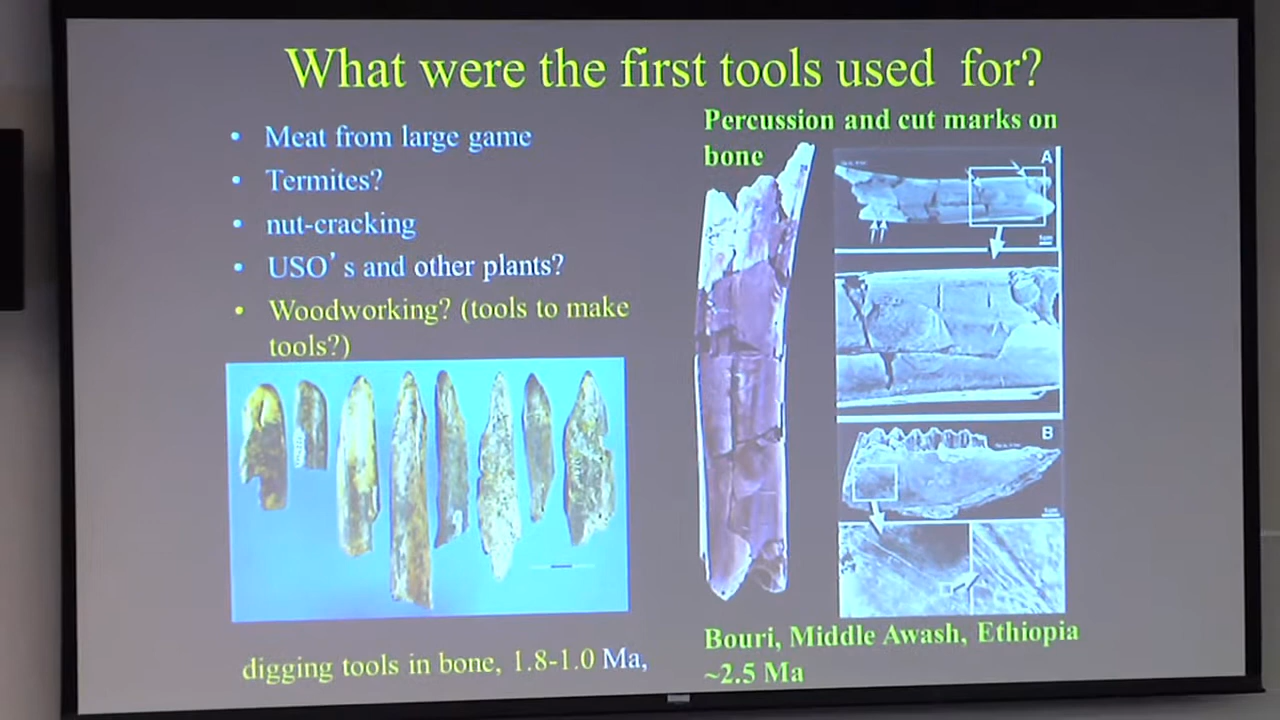 What were the first tools used for?
• Meat from large game
• Termites?
• nut-cracking
• USO's and other plants?
• Woodworking? (tools to make
tools?)
digging tools in bone, 1.8-1.0 Ma,
Percussion and cut marks on
bone
A
B
Bouri, Middle Awash, Ethiopia
~2.5 Ma